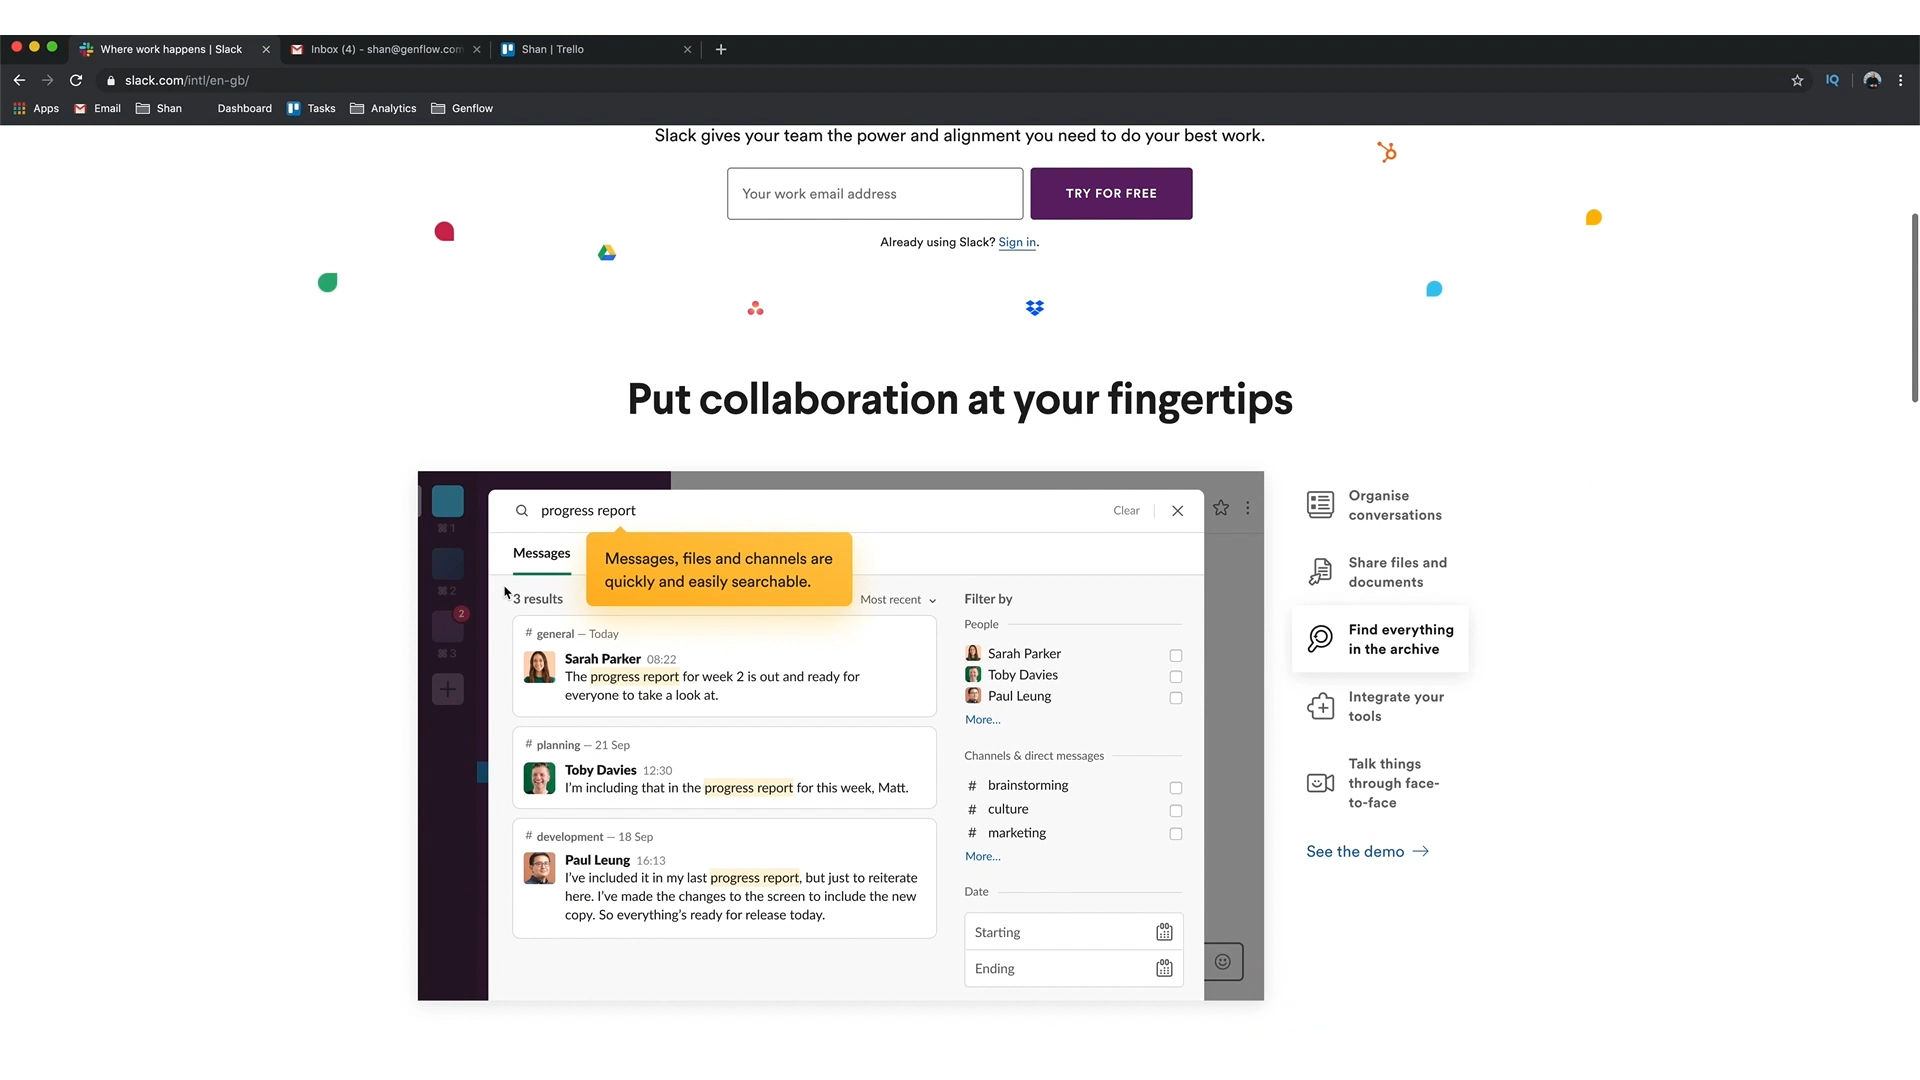 Where work happens | Slack
Inbox (4) - shan@genflow.com
Shan | Trello
slack.com/intl/en-gb/
IQ
Apps
Email
Shan
Dashboard
Tasks
Analytics
Genflow
Slack gives your team the power and alignment you need to do your best work.
Your work email address
TRY FOR FREE
Already using Slack? Sign in.
Put collaboration at your fingertips
progress report
Clear
Messages
Messages, files and channels are
quickly and easily searchable.
3 results
Most recent
# general — Today
Sarah Parker 08:22
The progress report for week 2 is out and ready for
everyone to take a look at.
# planning — 21 Sep
Toby Davies 12:30
I'm including that in the progress report for this week, Matt.
# development — 18 Sep
Paul Leung 16:13
I've included it in my last progress report, but just to reiterate
here. I've made the changes to the screen to include the new
copy. So everything's ready for release today.
Filter by
People
Sarah Parker
Toby Davies
Paul Leung
More...
Channels & direct messages
# brainstorming
# culture
# marketing
More...
Date
Starting
Ending
⌘1
⌘2
2
⌘3
Organise
conversations
Share files and
documents
Find everything
in the archive
Integrate your
tools
Talk things
through face-
to-face
See the demo